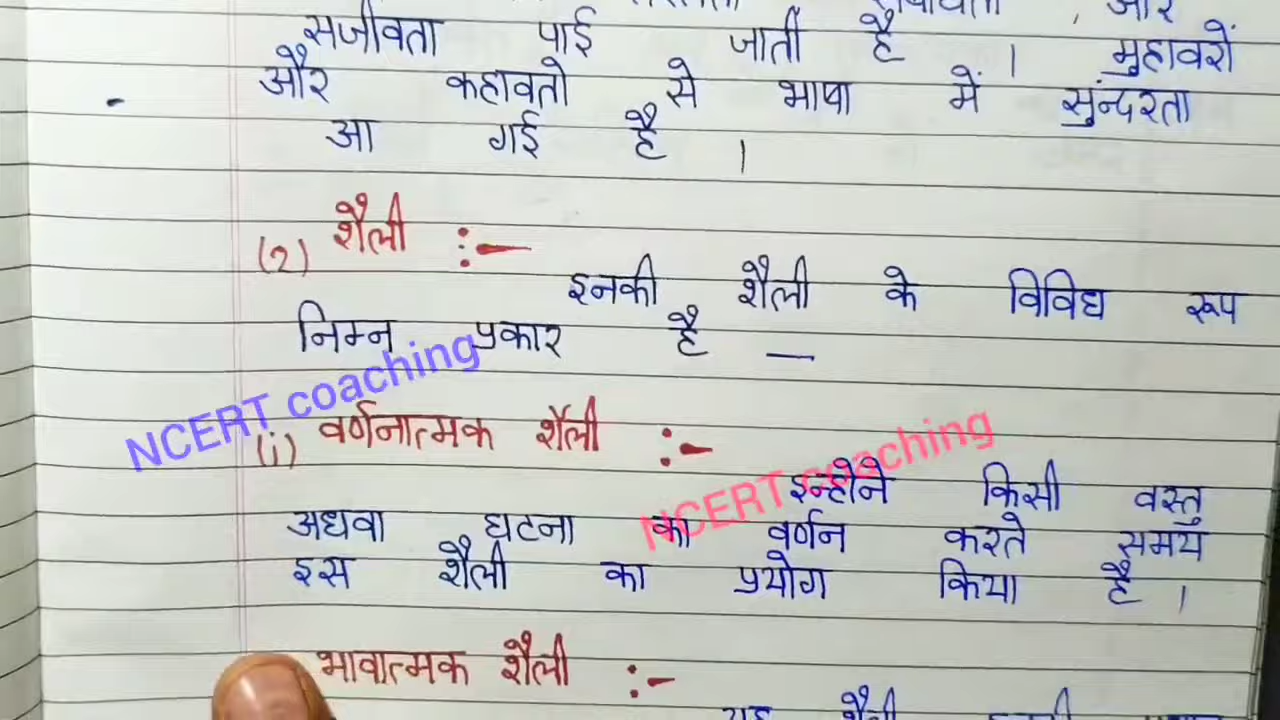 सजीवता पाई जाती है । मुहावरों
और कहावतो से भाषा में सुंन्दरता
आ गई है ।
(2) शैली :-
इनकी शैली के विविध रूप
निम्न प्रकार है —
NCERT coaching
(i) वर्णनात्मक शैली :-
NCERT coaching
इन्होने किसी वस्तु
अथवा घटना का वर्णन करते समय
इस शैली का प्रयोग किया है ।
भावात्मक शैली :-